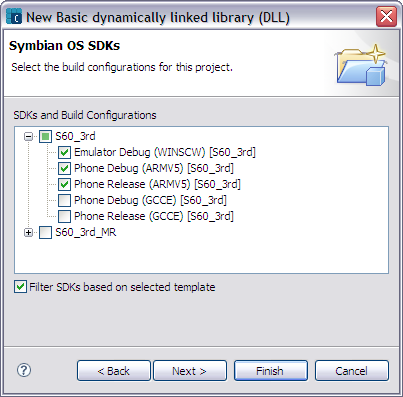 New Basic dynamically linked library (DLL)
Symbian OS SDKs
Select the build configurations for this project.
SDKs and Build Configurations
S60_3rd
Emulator Debug (WINSCW) [S60_3rd]
Phone Debug (ARMV5) [S60_3rd]
Phone Release (ARMV5) [S60_3rd]
Phone Debug (GCCE) [S60_3rd]
Phone Release (GCCE) [S60_3rd]
S60_3rd_MR
Filter SDKs based on selected template
? < Back Next > Finish Cancel